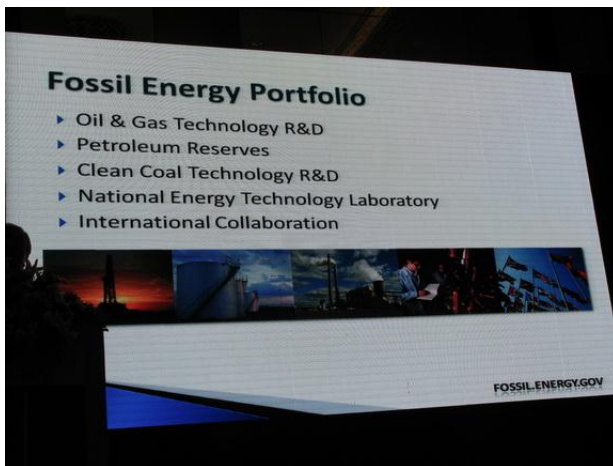 Fossil Energy Portfolio
Oil & Gas Technology R&D
Petroleum Reserves
Clean Coal Technology R&D
National Energy Technology Laboratory
International Collaboration
FOSSIL.ENERGY.GOV